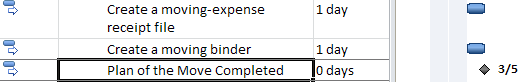 Create a moving-expense 1 day
receipt file
Create a moving binder 1 day
Plan of the Move Completed 0 days 3/5